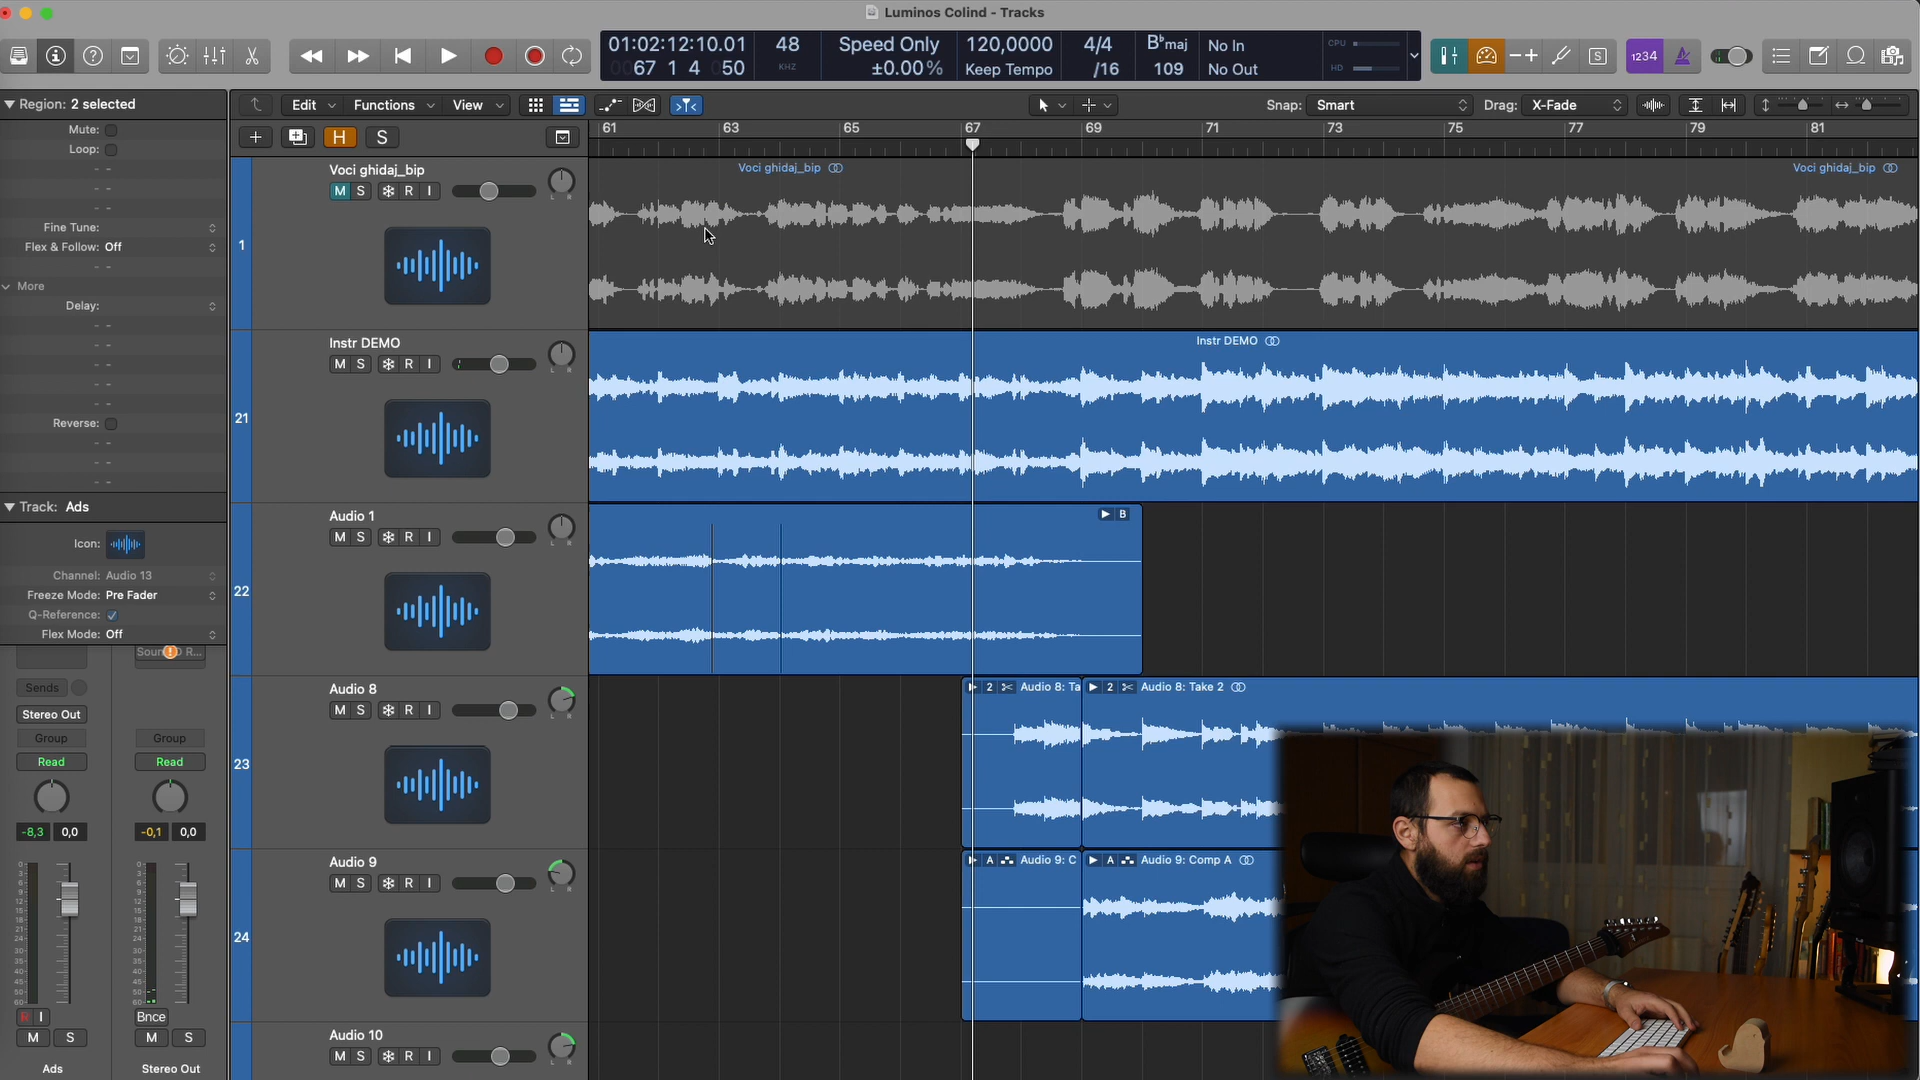 Luminos Colind - Tracks
01:02:12:10.01
67 1 4 50
48
KHZ
Speed Only
±0.00%
120,0000
Keep Tempo
4/4
/16
B♭maj
109
No In
No Out
CPU
HD
1234
Region: 2 selected
Mute:
Loop:
Fine Tune:
Flex & Follow: Off
More
Delay:
Reverse:
Track: Ads
Icon:
Channel: Audio 13
Freeze Mode: Pre Fader
Q-Reference:
Flex Mode: Off
Sends
Stereo Out
Group
Group
Read
Read
-8,3 0,0
-0,1 0,0
R I
Bnce
M S
M S
Ads
Stereo Out
Edit
Functions
View
Snap: Smart
Drag: X-Fade
H
S
61 63 65 67 69 71 73 75 77 79 81
1
Voci ghidaj_bip
M S R I
Voci ghidaj_bip
Voci ghidaj_bip
21
Instr DEMO
M S R I
Instr DEMO
22
Audio 1
M S R I
B
23
Audio 8
M S R I
2 Audio 8: Ta
2 Audio 8: Take 2
24
Audio 9
M S R I
A Audio 9: C
A Audio 9: Comp A
Audio 10
M S R I